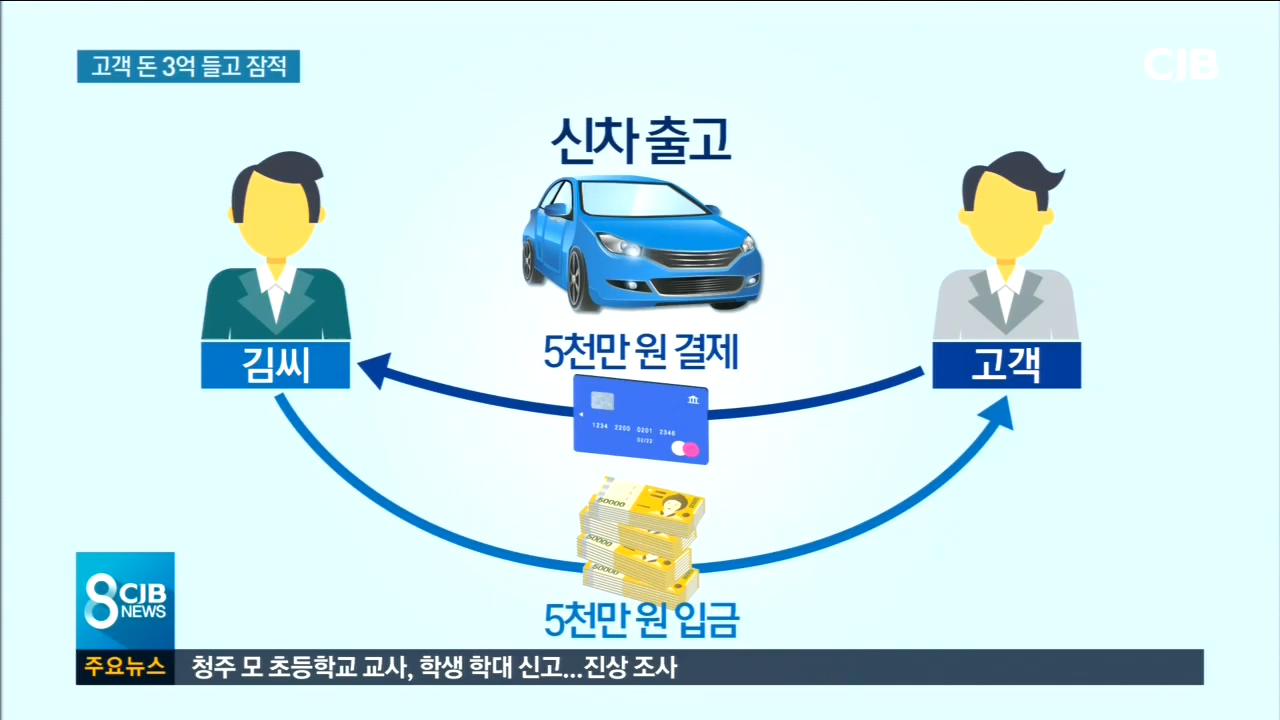 고객 돈 3억 들고 잠적
CJB
신차 출고
5천만 원 결제
김씨
고객
1234 2200 0201 2346
02/22
50000
50000
50000
5천만 원 입금
8 CJB
NEWS
주요뉴스 청주 모 초등학교 교사, 학생 학대 신고...진상 조사